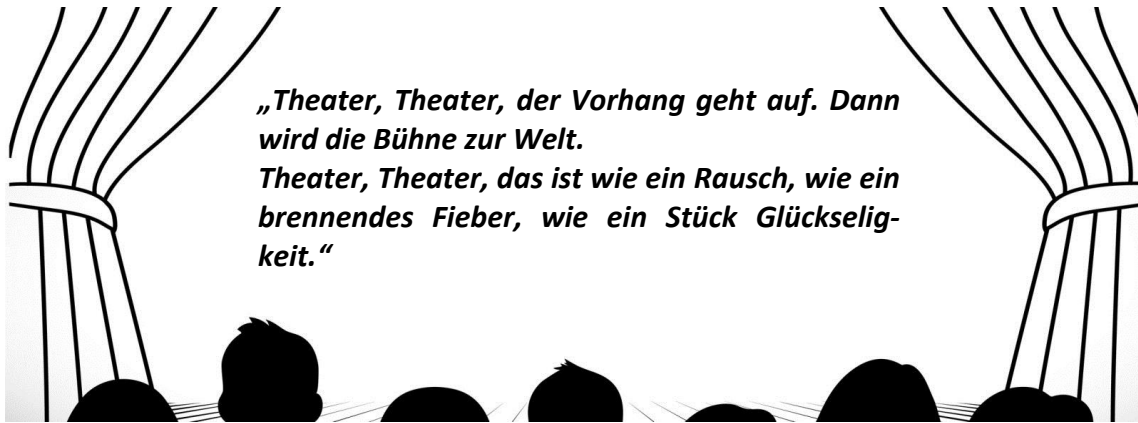 „Theater, Theater, der Vorhang geht auf. Dann
wird die Bühne zur Welt.
Theater, Theater, das ist wie ein Rausch, wie ein
brennendes Fieber, wie ein Stück Glückselig-
keit.“